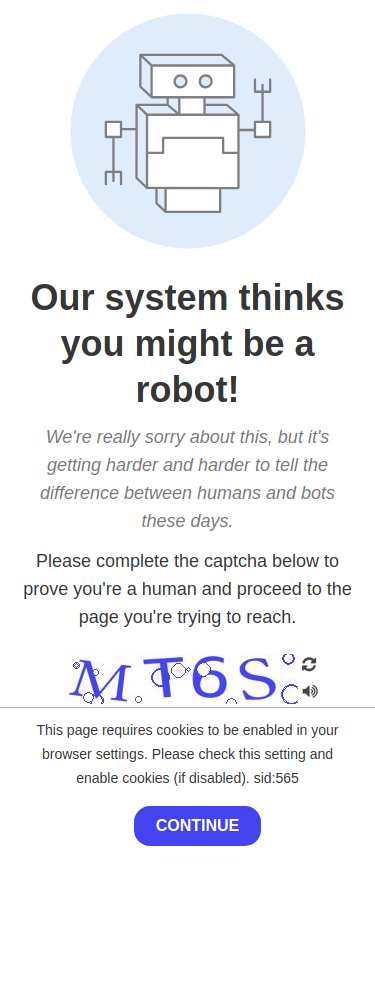 Our system thinks
you might be a
robot!
We're really sorry about this, but it's
getting harder and harder to tell the
difference between humans and bots
these days.
Please complete the captcha below to
prove you're a human and proceed to the
page you're trying to reach.
MT6S
This page requires cookies to be enabled in your
browser settings. Please check this setting and
enable cookies (if disabled). sid:565
CONTINUE